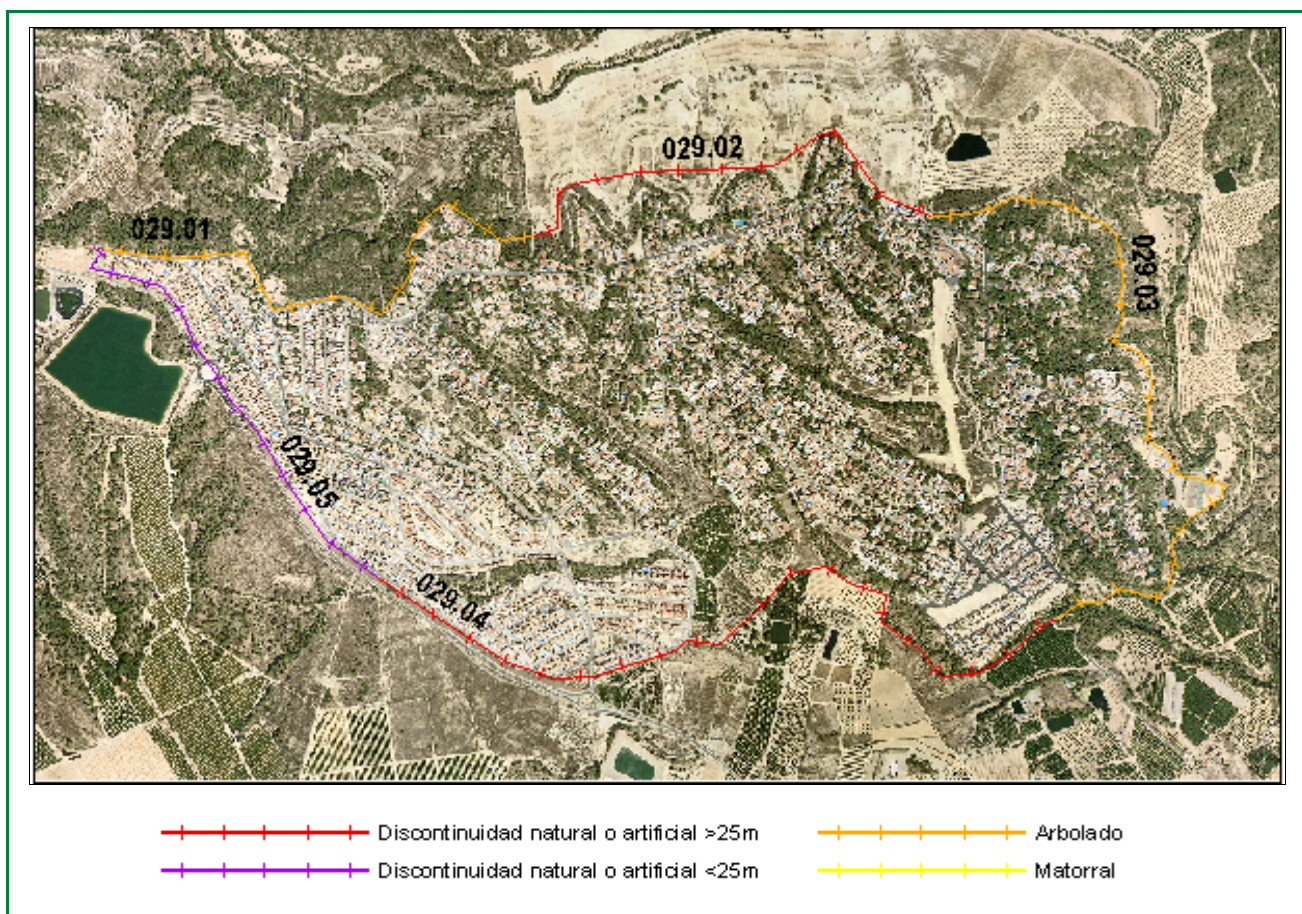 029.02
029.01
029.03
029.05
029.04
Discontinuidad natural o artificial >25m
Arbolado
Discontinuidad natural o artificial <25m
Matorral